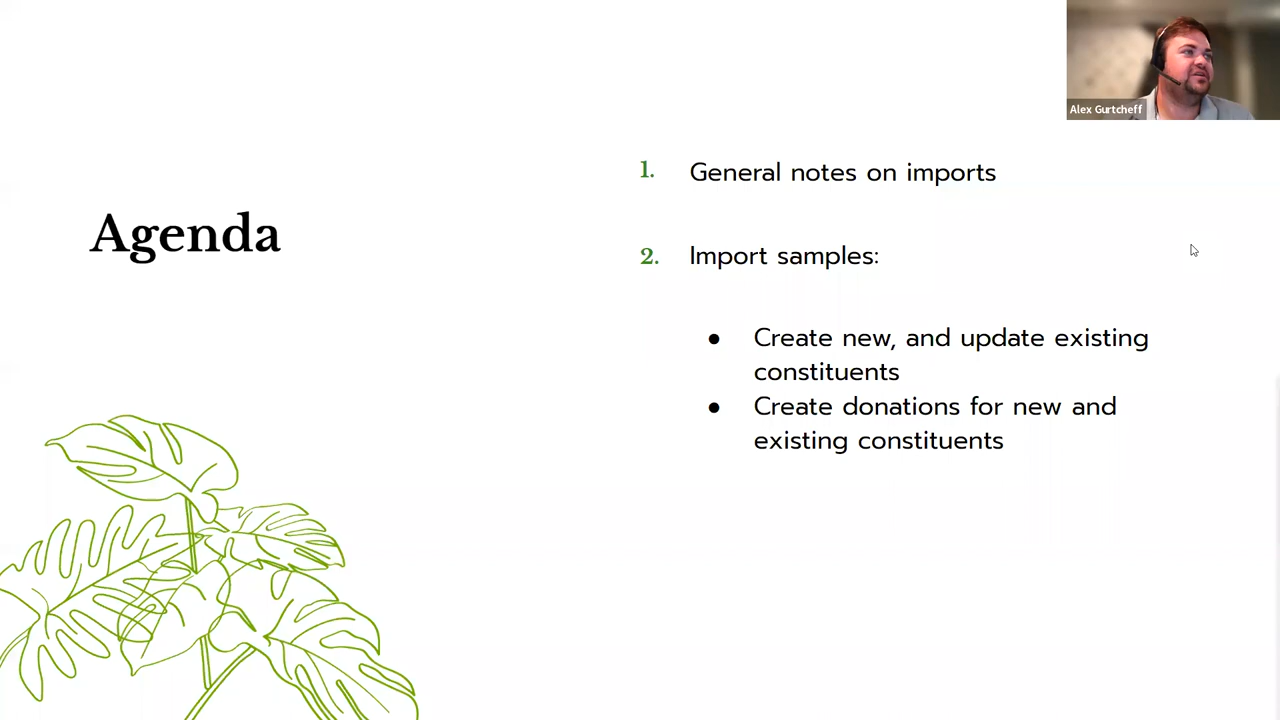 Alex Gurtcheff
Agenda
1. General notes on imports
2. Import samples:
● Create new, and update existing
constituents
● Create donations for new and
existing constituents